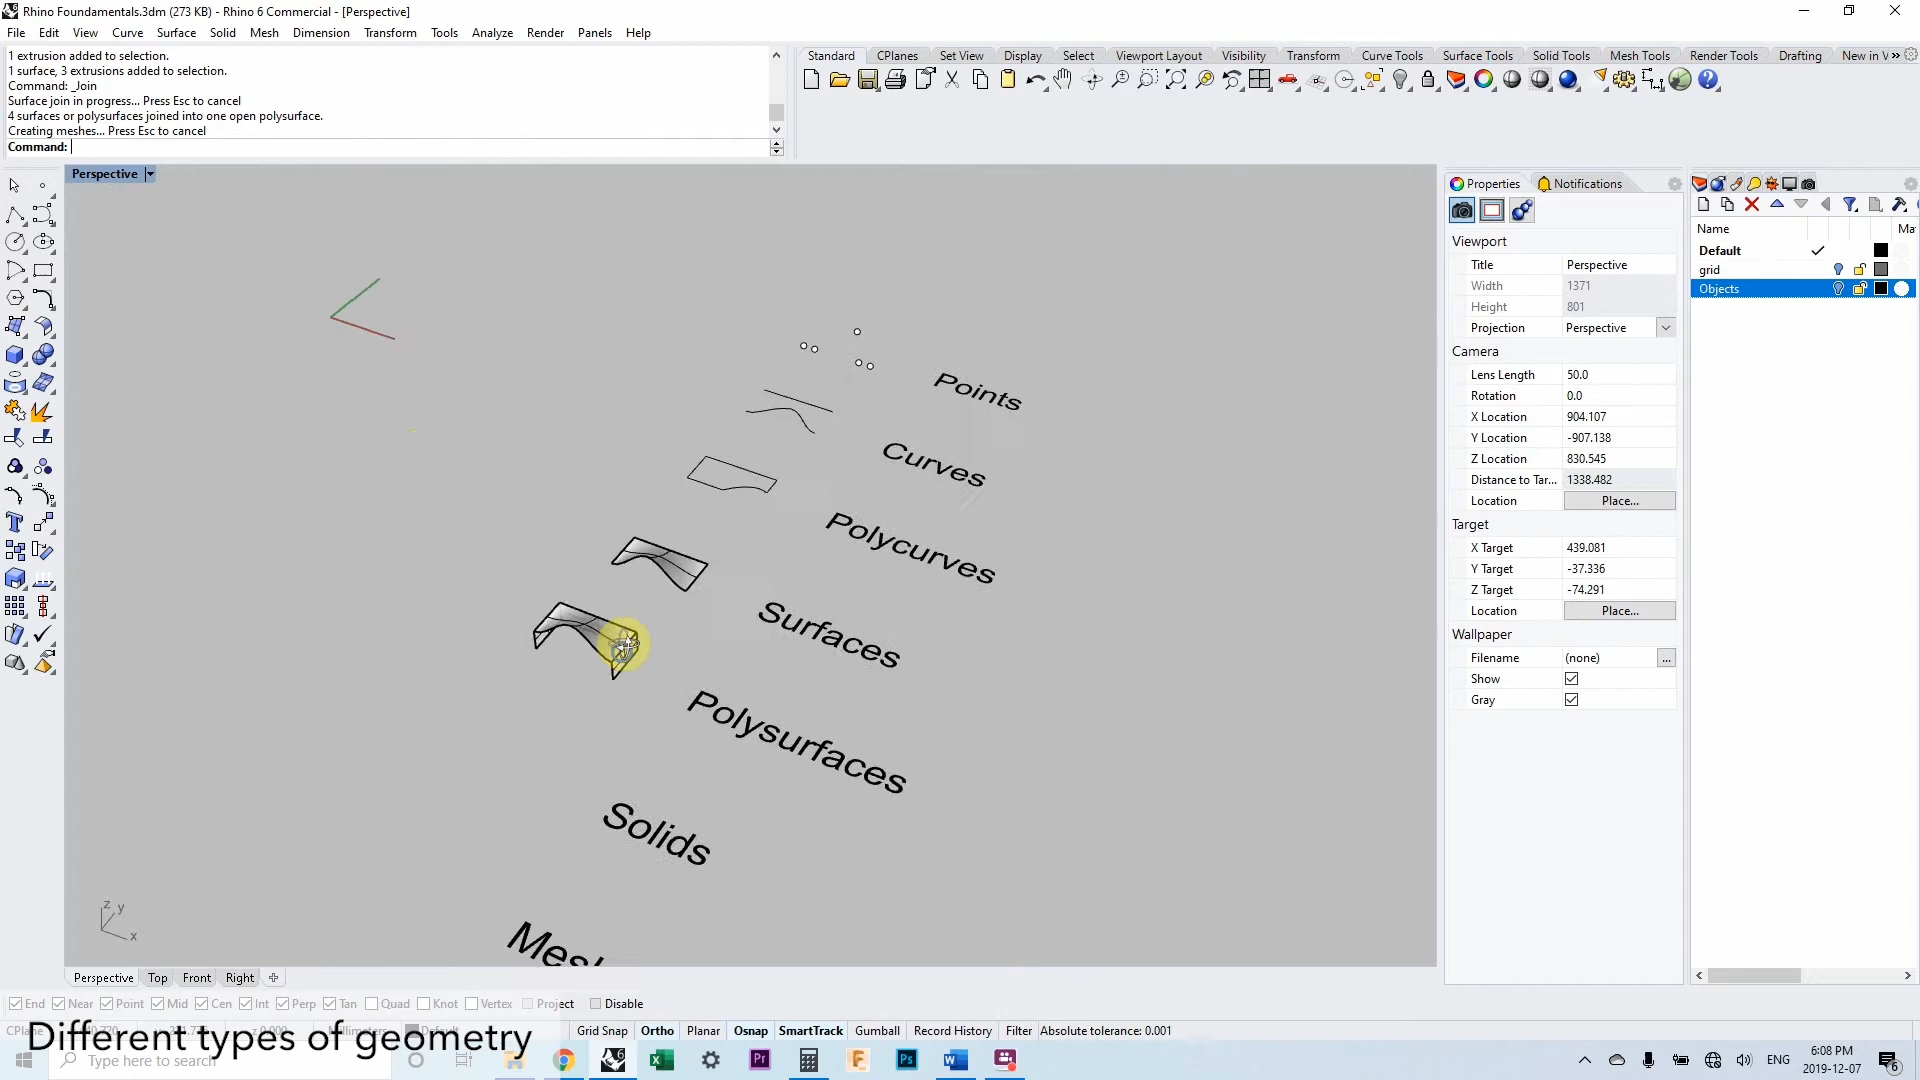 Rhino Foundamentals.3dm (273 KB) - Rhino 6 Commercial - [Perspective]
File Edit View Curve Surface Solid Mesh Dimension Transform Tools Analyze Render Panels Help
1 extrusion added to selection.
1 surface, 3 extrusions added to selection.
Command: _Join
Surface join in progress... Press Esc to cancel
4 surfaces or polysurfaces joined into one open polysurface.
Creating meshes... Press Esc to cancel
Command:
Standard CPlanes Set View Display Select Viewport Layout Visibility Transform Curve Tools Surface Tools Solid Tools Mesh Tools Render Tools Drafting New in V
Perspective
Points
Curves
Polycurves
Surfaces
Polysurfaces
Solids
z y
x
Properties Notifications
Viewport
Title Perspective
Width 1371
Height 801
Projection Perspective
Camera
Lens Length 50.0
Rotation 0.0
X Location 904.107
Y Location -907.138
Z Location 830.545
Distance to Tar... 1338.482
Location Place...
Target
X Target 439.081
Y Target -37.336
Z Target -74.291
Location Place...
Wallpaper
Filename (none) ...
Show
Gray
Name Ma
Default
grid
Objects
Perspective Top Front Right
End Near Point Mid Cen Int Perp Tan Quad Knot Vertex Project Disable
Grid Snap Ortho Planar Osnap SmartTrack Gumball Record History Filter Absolute tolerance: 0.001
Different types of geometry
Type here to search
ENG
6:08 PM
2019-12-07
6